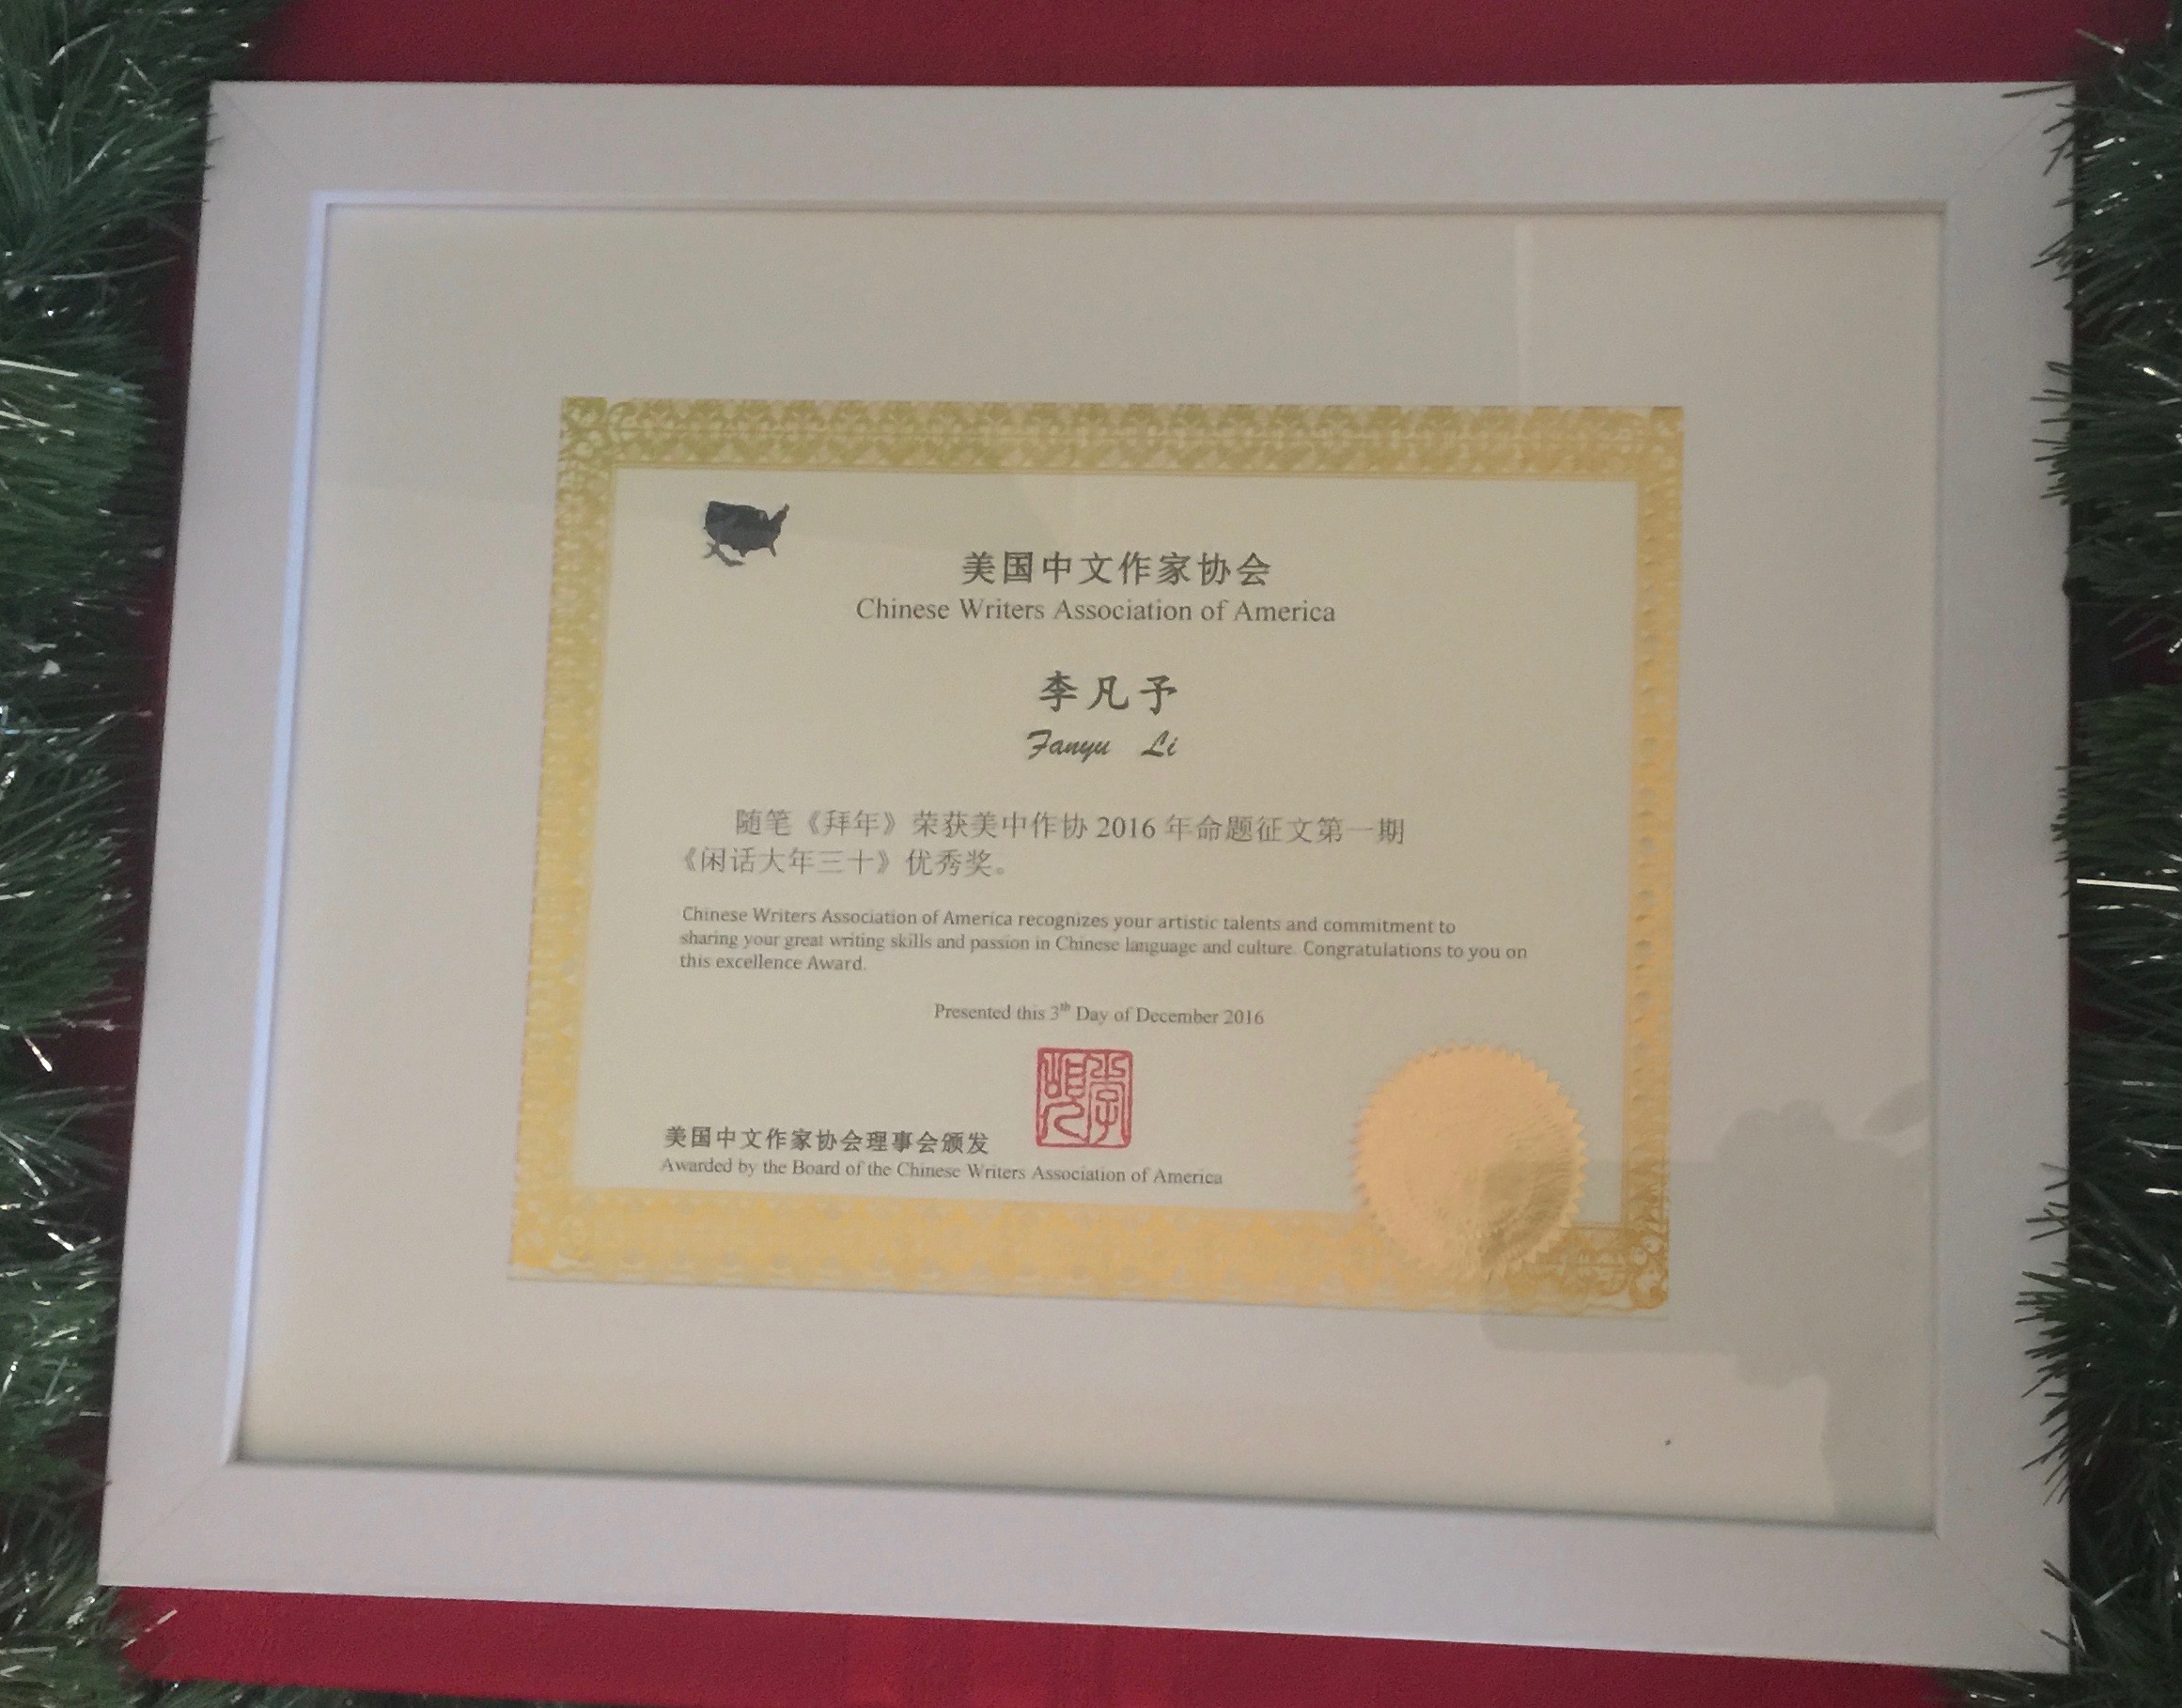 美国中文作家协会
Chinese Writers Association of America
李凡予
Fanyu Li
随笔《拜年》荣获美中作协 2016 年命题征文第一期
《闲话大年三十》优秀奖。
Chinese Writers Association of America recognizes your artistic talents and commitment to
sharing your great writing skills and passion in Chinese language and culture. Congratulations to you on
this excellence Award.
Presented this 3th Day of December 2016
美国中文作家协会理事会颁发
Awarded by the Board of the Chinese Writers Association of America